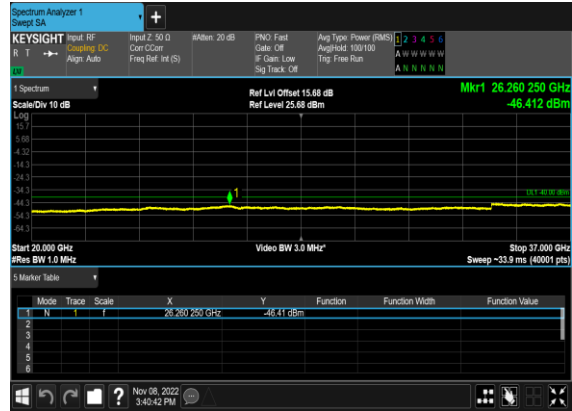 Spectrum Analyzer 1
Swept SA
+
KEYSIGHT Input: RF Input Z: 50 Ω #Atten: 20 dB PNO: Fast Avg Type: Power (RMS) 1 2 3 4 5 6
R T Coupling: DC Corr CCorr Gate: Off Avg|Hold: 100/100 A W W W W W
Align: Auto Freq Ref: Int (S) IF Gain: Low Trig: Free Run
Sig Track: Off A N N N N N
1 Spectrum
Ref Lvl Offset 15.68 dB Mkr1 26.260 250 GHz
Scale/Div 10 dB Ref Level 25.68 dBm -46.412 dBm
Log
15.7
5.68
-4.32
-14.3
-24.3
-34.3
1
DL1 -40.00 dBm
-44.3
-54.3
-64.3
Start 20.000 GHz Video BW 3.0 MHz* Stop 37.000 GHz
#Res BW 1.0 MHz Sweep ~33.9 ms (40001 pts)
5 Marker Table
Mode Trace Scale X Y Function Function Width Function Value
1 N 1 f 26.260 250 GHz -46.41 dBm
2
3
4
5
6
? Nov 08, 2022
3:40:42 PM